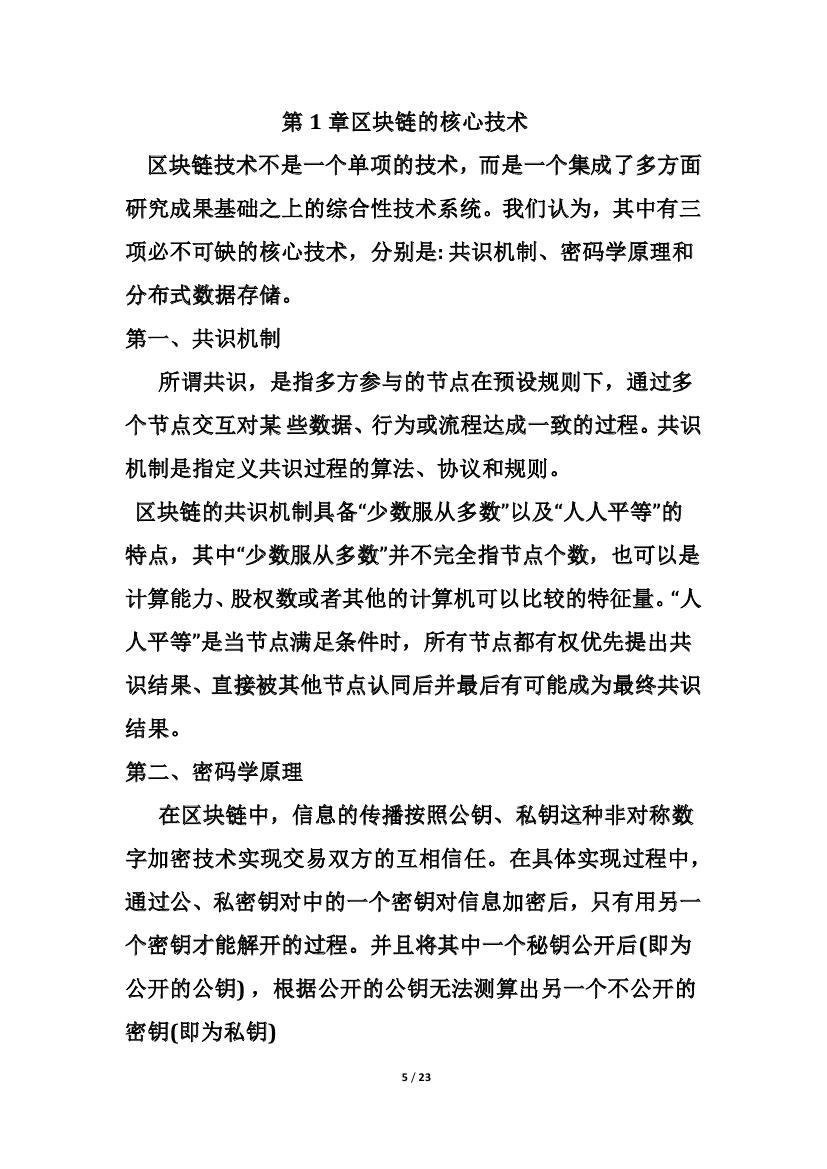 第 1 章区块链的核心技术
区块链技术不是一个单项的技术，而是一个集成了多方面
研究成果基础之上的综合性技术系统。我们认为，其中有三
项必不可缺的核心技术，分别是: 共识机制、密码学原理和
分布式数据存储。
第一、共识机制
所谓共识，是指多方参与的节点在预设规则下，通过多
个节点交互对某 些数据、行为或流程达成一致的过程。共识
机制是指定义共识过程的算法、协议和规则。
区块链的共识机制具备“少数服从多数”以及“人人平等”的
特点，其中“少数服从多数”并不完全指节点个数，也可以是
计算能力、股权数或者其他的计算机可以比较的特征量。“人
人平等”是当节点满足条件时，所有节点都有权优先提出共
识结果、直接被其他节点认同后并最后有可能成为最终共识
结果。
第二、密码学原理
在区块链中，信息的传播按照公钥、私钥这种非对称数
字加密技术实现交易双方的互相信任。在具体实现过程中，
通过公、私密钥对中的一个密钥对信息加密后，只有用另一
个密钥才能解开的过程。并且将其中一个秘钥公开后(即为
公开的公钥) ，根据公开的公钥无法测算出另一个不公开的
密钥(即为私钥)
5 / 23